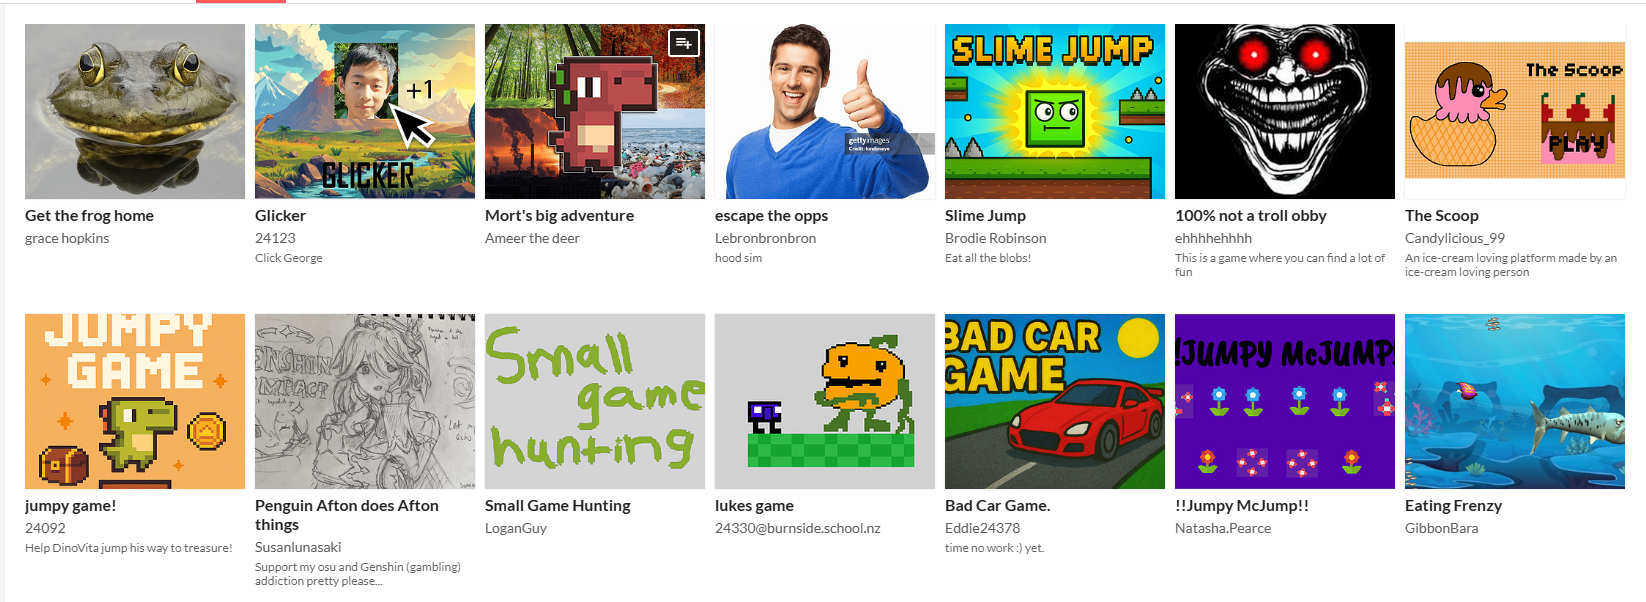 +1
GLICKER
gettyimages
Credit: londoneye
SLIME JUMP
The Scoop
PLAY
Get the frog home
grace hopkins
Glicker
24123
Click George
Mort's big adventure
Ameer the deer
escape the opps
Lebronbronbron
hood sim
Slime Jump
Brodie Robinson
Eat all the blobs!
100% not a troll obby
ehhhhehhhh
This is a game where you can find a lot of
fun
The Scoop
Candylicious_99
An ice-cream loving platform made by an
ice-cream loving person
JUMPY
GAME
ENSHIN
IMPACT
Let my
Small
game
hunting
BAD CAR
GAME
!JUMPY McJUMP!
jumpy game!
24092
Help DinoVita jump his way to treasure!
Penguin Afton does Afton
things
Susanlunasaki
Support my osu and Genshin (gambling)
addiction pretty please...
Small Game Hunting
LoganGuy
lukes game
24330@burnside.school.nz
Bad Car Game.
Eddie24378
time no work :) yet.
!!Jumpy McJump!!
Natasha.Pearce
Eating Frenzy
GibbonBara